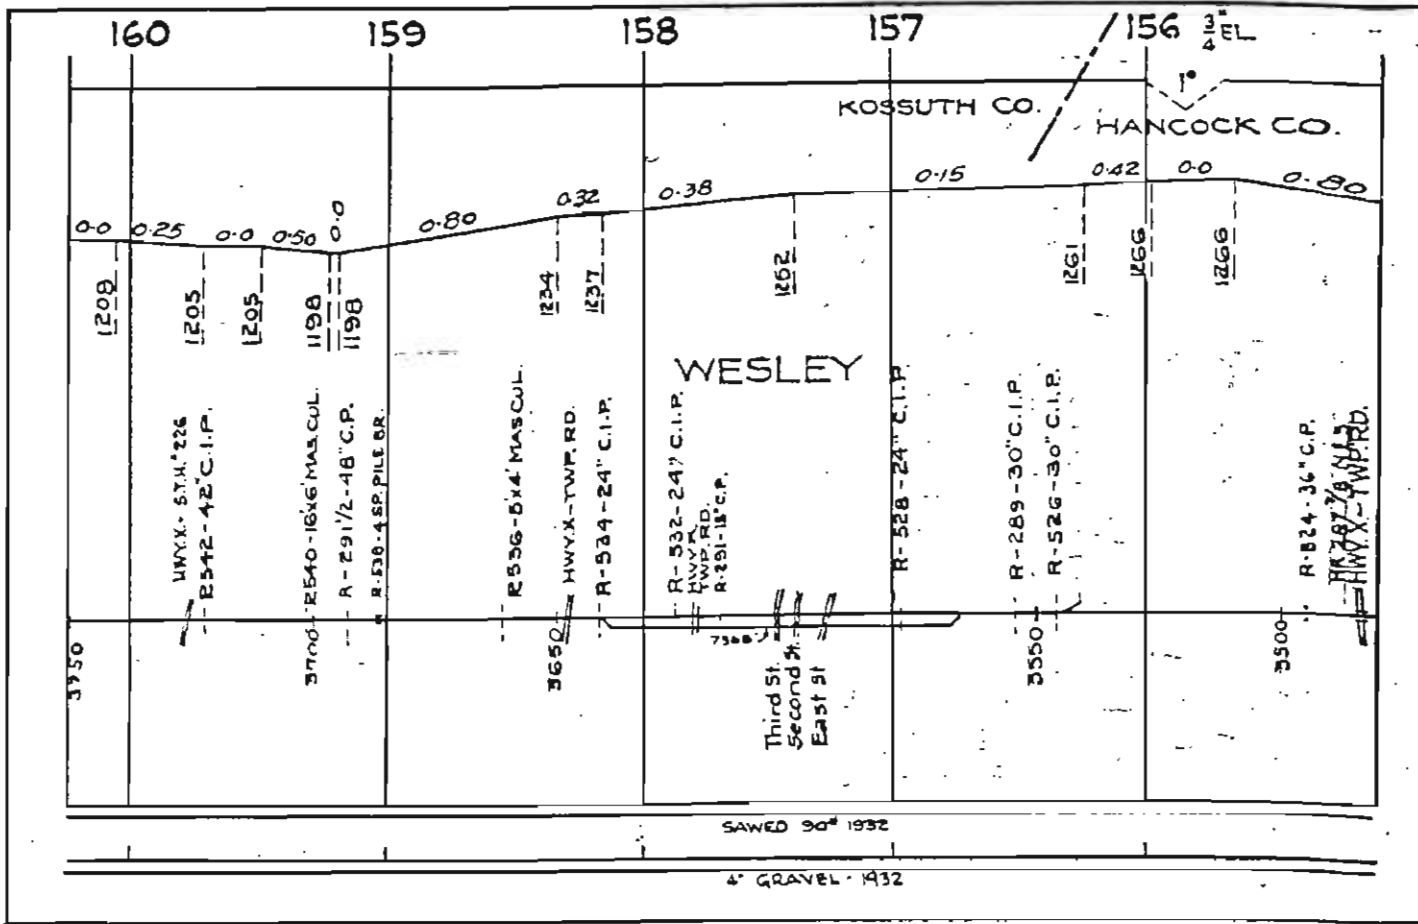 160 159 158 157 156 3/4" EL
1°
KOSSUTH CO.
HANCOCK CO.
0.0 0.25 0.0 0.50 0.0 0.80 0.32 0.38 0.15 0.42 0.0 0.80
1208
1205
1205
1198
1198
1234
1237
1252
1261
1266
1266
WESLEY
HWY.X.- S.T.H.# 226
R542-42" C.I.P.
R540-16'x6' MAS.CUL.
R-291 1/2-48" C.P.
R-538-4 SP. PILE BR.
R536-5'x4' MAS CUL.
HWY.X-TWP. RD.
R-534-24" C.I.P.
R-532-24" C.I.P.
HWY.X
TWP. RD.
R-291-18" C.P.
R-528-24" C.I.P.
R-289-30" C.I.P.
R-526-30" C.I.P.
R-824-36" C.P.
HWY.X-TWP.RD.
3750
3700
3650
Third St.
Second St.
East St
3550
3500
SAWED 90# 1932
4" GRAVEL - 1932